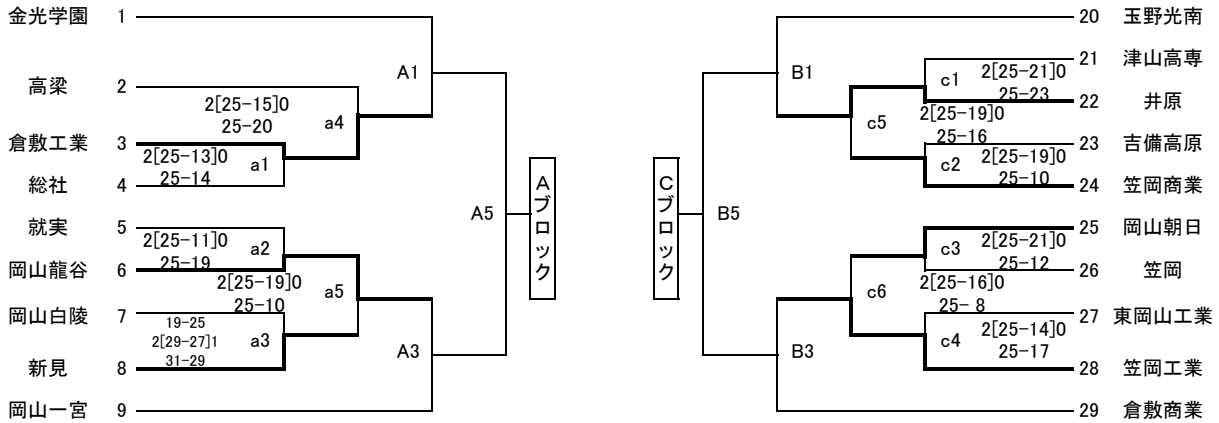 金光学園 1
高梁 2
倉敷工業 3
総社 4
就実 5
岡山龍谷 6
岡山白陵 7
新見 8
岡山一宮 9
2[25-15]0
25-20
a4
2[25-13]0
25-14
a1
2[25-11]0
25-19
a2
2[25-19]0
25-10
a5
19-25
2[29-27]1
31-29
a3
A1
A3
A5
Aブロック
Cブロック
B5
B1
B3
c5
c6
c1
2[25-21]0
25-23
2[25-19]0
25-16
c2
2[25-19]0
25-10
c3
2[25-21]0
25-12
2[25-16]0
25- 8
c4
2[25-14]0
25-17
20 玉野光南
21 津山高専
22 井原
23 吉備高原
24 笠岡商業
25 岡山朝日
26 笠岡
27 東岡山工業
28 笠岡工業
29 倉敷商業